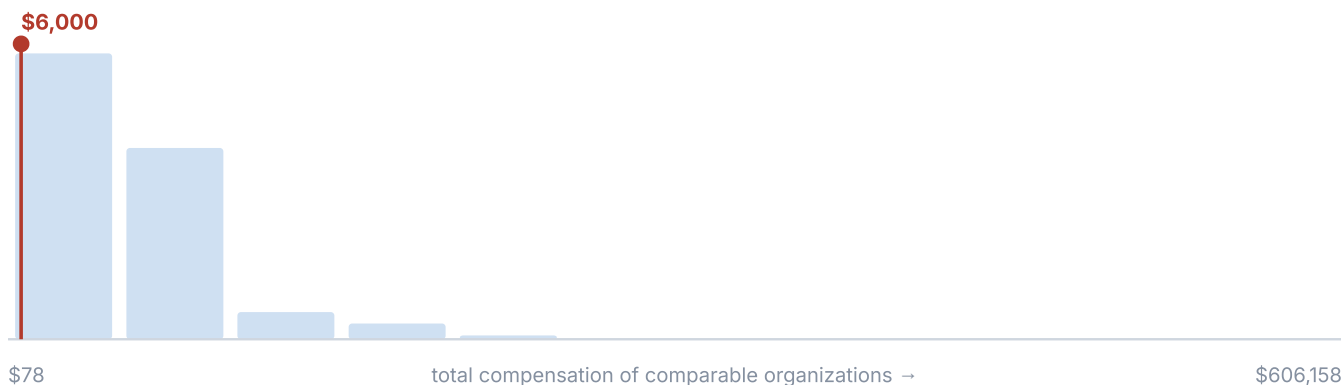 $6,000
$78 total compensation of comparable organizations → $606,158